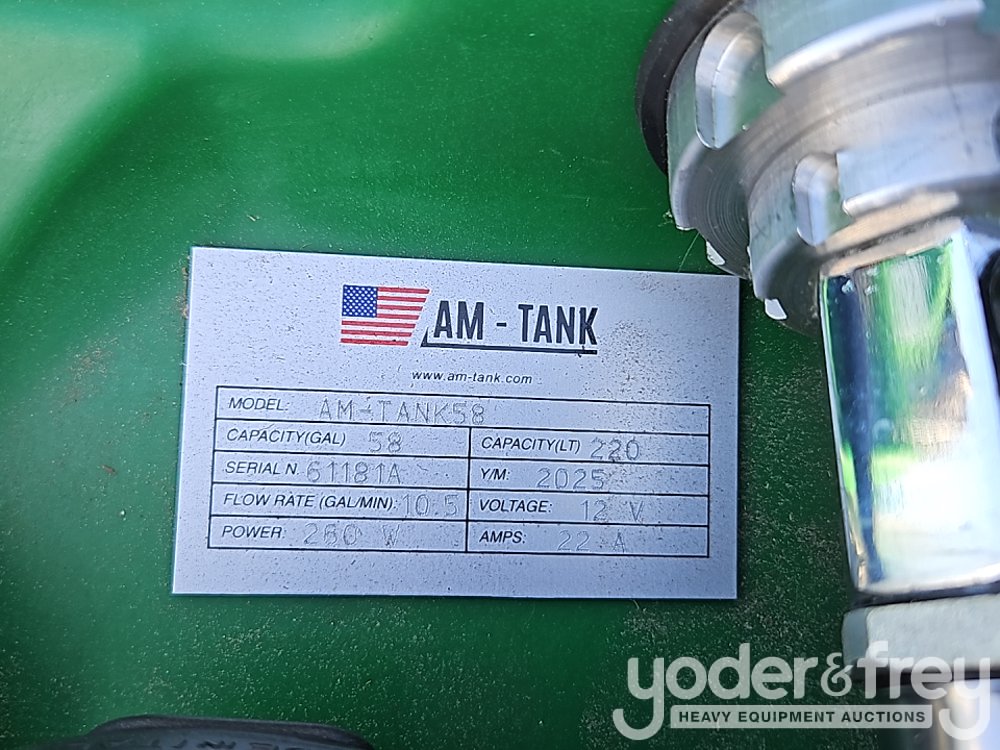 AM - TANK
www.am-tank.com
MODEL: AM-TANK58
CAPACITY(GAL) 58 CAPACITY(LT) 220
SERIAL N. 61181A Y/M: 2025
FLOW RATE (GAL/MIN): 10.5 VOLTAGE: 12 V
POWER: 260 W AMPS: 22 A
yoder&frey
HEAVY EQUIPMENT AUCTIONS